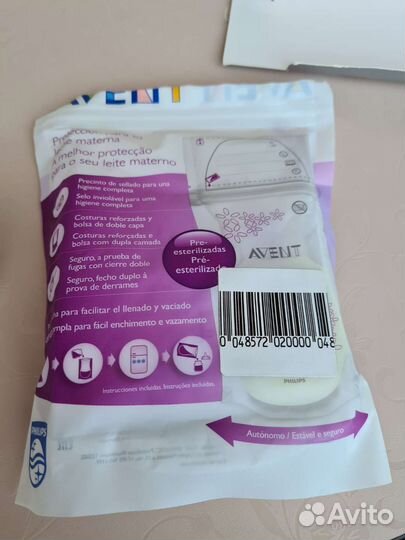 AVENT
AVENT
leite materna
A melhor protecção
para o seu leite materno
Precinto de sellado para una
higiene completa
Selo inviolável para uma
higiene completa
Costuras reforzadas y
bolsa de doble capa
Costuras reforçadas e
bolsa com dupla camada
Seguro, a prueba de
fugas con cierre doble
Seguro, fecho duplo à
prova de derrames
Pre-
esterilizadas
Pré-
esterilizado
AVENT
para facilitar el llenado y vaciado
ampla para fácil enchimento e vazamento
Instrucciones incluidas. Instruções incluídas.
0 048572 020000 048
PHILIPS
Autónomo / Estável e seguro
PHILIPS
Avito